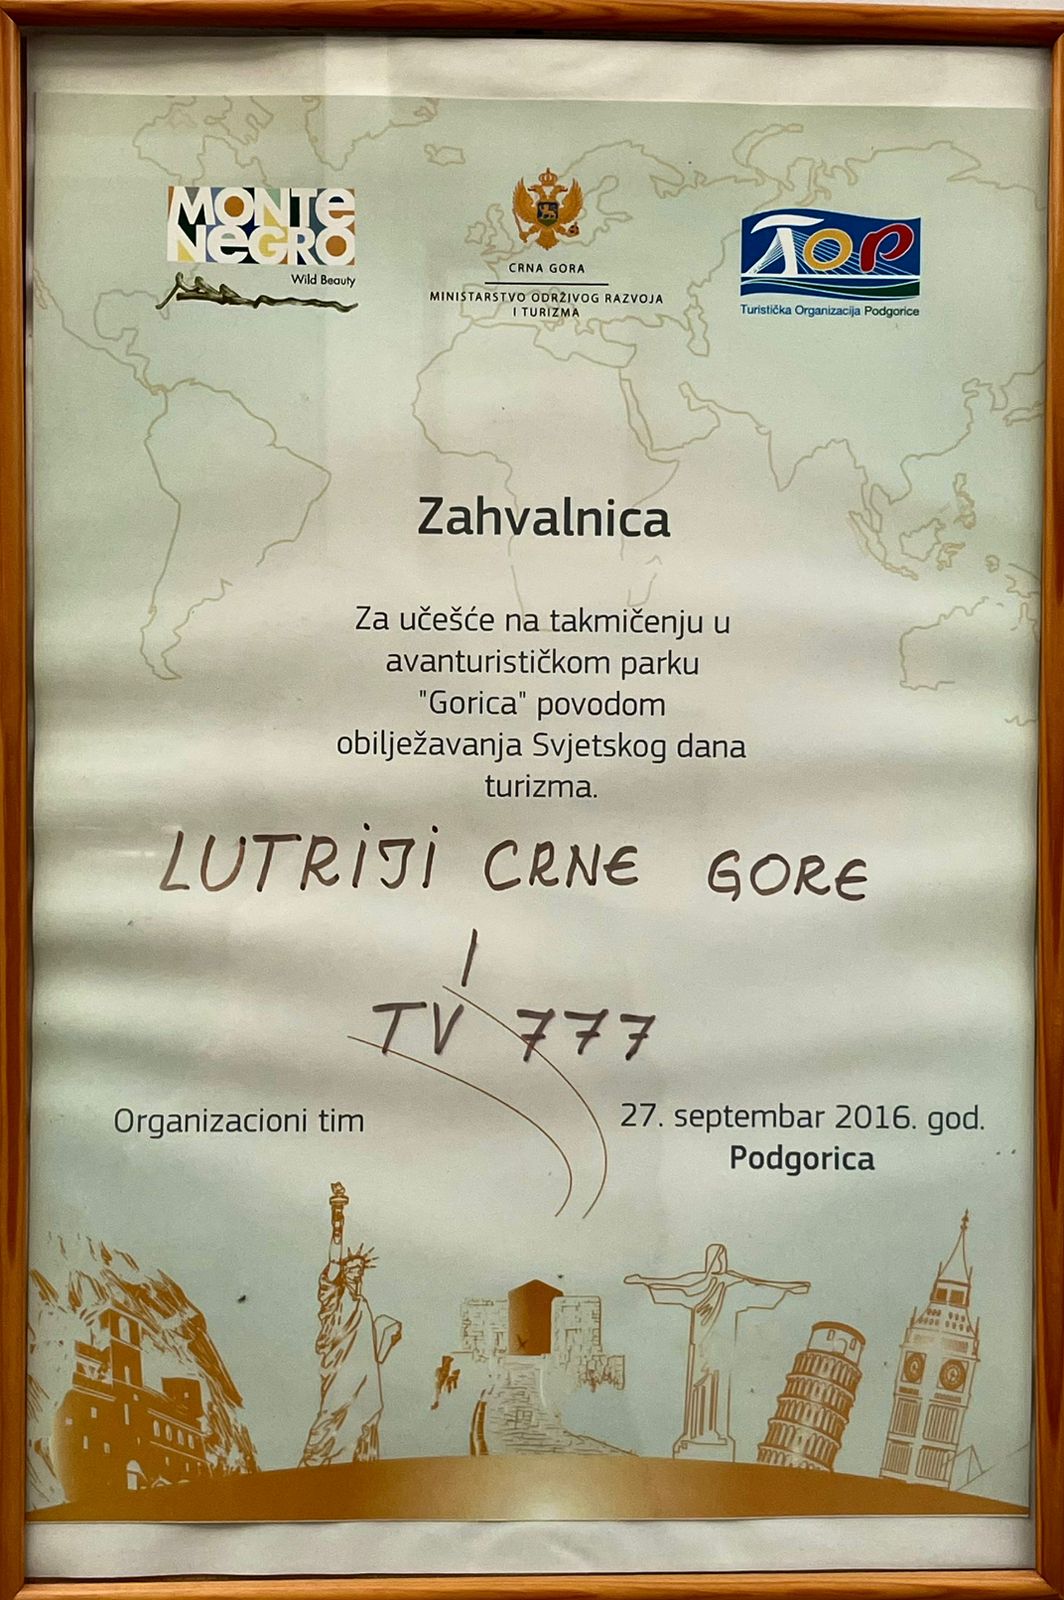 MONTE
NeGRO
Wild Beauty
CRNA GORA
MINISTARSTVO ODRŽIVOG RAZVOJA
I TURIZMA
TOP
Turistička Organizacija Podgorice
Zahvalnica
Za učešće na takmičenju u
avanturističkom parku
"Gorica" povodom
obilježavanja Svjetskog dana
turizma.
LUTRiJi CRNE GORE
I
TV 777
Organizacioni tim
27. septembar 2016. god.
Podgorica